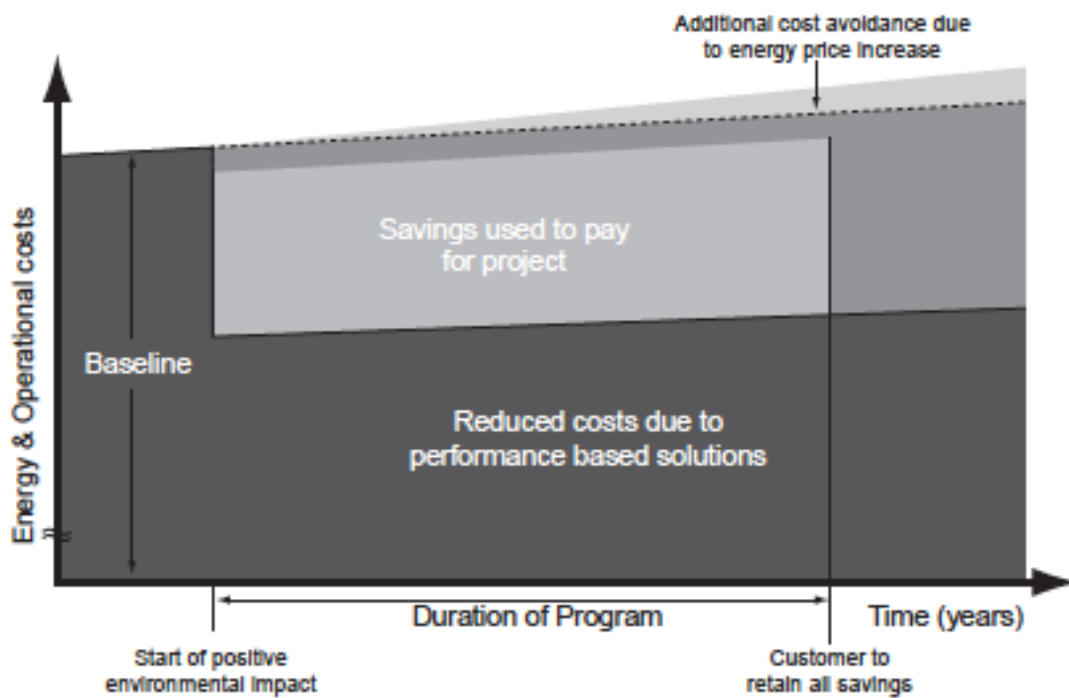 Additional cost avoidance due
to energy price increase
Energy & Operational costs
Savings used to pay
for project
Baseline
Reduced costs due to
performance based solutions
Duration of Program
Time (years)
Start of positive
environmental impact
Customer to
retain all savings